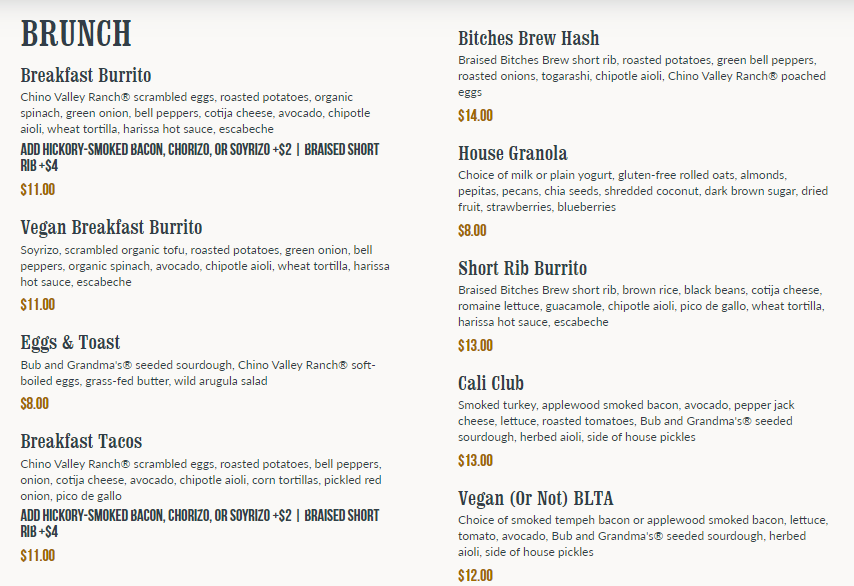 BRUNCH
Breakfast Burrito
Chino Valley Ranch® scrambled eggs, roasted potatoes, organic
spinach, green onion, bell peppers, cotija cheese, avocado, chipotle
aioli, wheat tortilla, harissa hot sauce, escabeche
ADD HICKORY-SMOKED BACON, CHORIZO, OR SOYRIZO +$2 | BRAISED SHORT
RIB +$4
$11.00
Vegan Breakfast Burrito
Soyrizo, scrambled organic tofu, roasted potatoes, green onion, bell
peppers, organic spinach, avocado, chipotle aioli, wheat tortilla, harissa
hot sauce, escabeche
$11.00
Eggs & Toast
Bub and Grandma's® seeded sourdough, Chino Valley Ranch® soft-
boiled eggs, grass-fed butter, wild arugula salad
$8.00
Breakfast Tacos
Chino Valley Ranch® scrambled eggs, roasted potatoes, bell peppers,
onion, cotija cheese, avocado, chipotle aioli, corn tortillas, pickled red
onion, pico de gallo
ADD HICKORY-SMOKED BACON, CHORIZO, OR SOYRIZO +$2 | BRAISED SHORT
RIB +$4
$11.00
Bitches Brew Hash
Braised Bitches Brew short rib, roasted potatoes, green bell peppers,
roasted onions, togarashi, chipotle aioli, Chino Valley Ranch® poached
eggs
$14.00
House Granola
Choice of milk or plain yogurt, gluten-free rolled oats, almonds,
pepitas, pecans, chia seeds, shredded coconut, dark brown sugar, dried
fruit, strawberries, blueberries
$8.00
Short Rib Burrito
Braised Bitches Brew short rib, brown rice, black beans, cotija cheese,
romaine lettuce, guacamole, chipotle aioli, pico de gallo, wheat tortilla,
harissa hot sauce, escabeche
$13.00
Cali Club
Smoked turkey, applewood smoked bacon, avocado, pepper jack
cheese, lettuce, roasted tomatoes, Bub and Grandma's® seeded
sourdough, herbed aioli, side of house pickles
$13.00
Vegan (Or Not) BLTA
Choice of smoked tempeh bacon or applewood smoked bacon, lettuce,
tomato, avocado, Bub and Grandma's® seeded sourdough, herbed
aioli, side of house pickles
$12.00